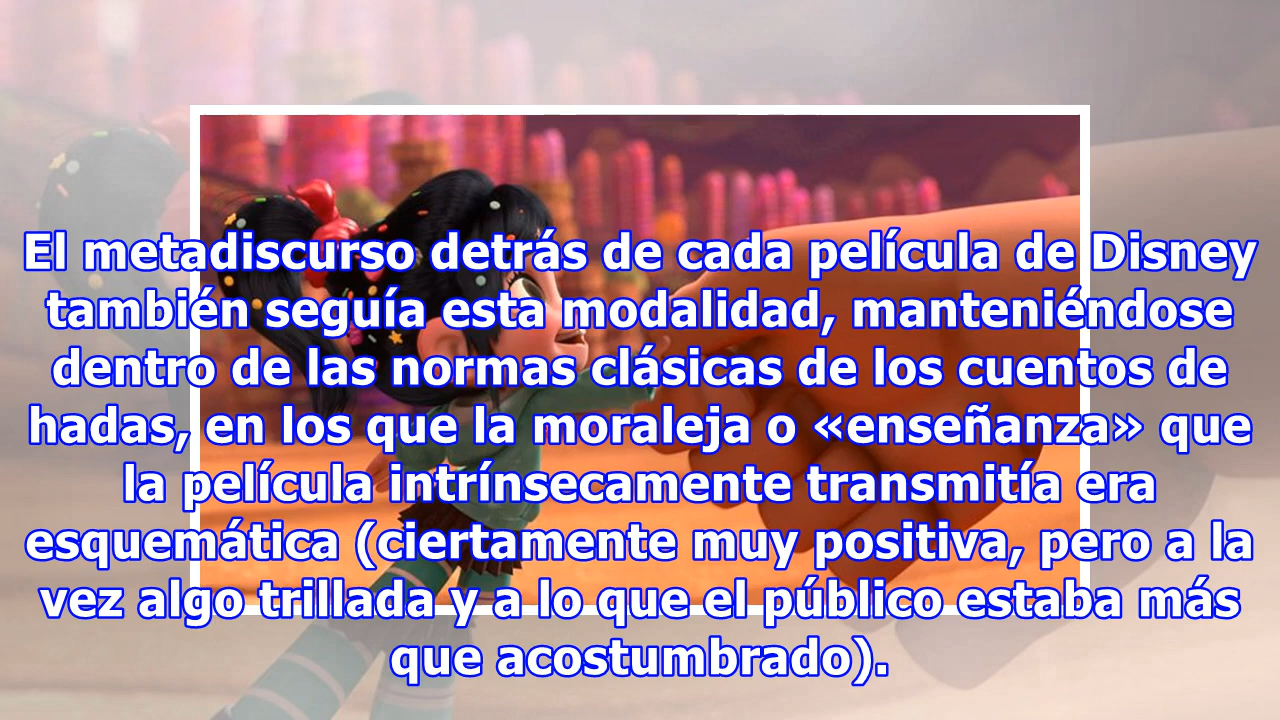 El metadiscurso detrás de cada película de Disney
también seguía esta modalidad, manteniéndose
dentro de las normas clásicas de los cuentos de
hadas, en los que la moraleja o «enseñanza» que
la película intrínsecamente transmitía era
esquemática (ciertamente muy positiva, pero a la
vez algo trillada y a lo que el público estaba más
que acostumbrado).